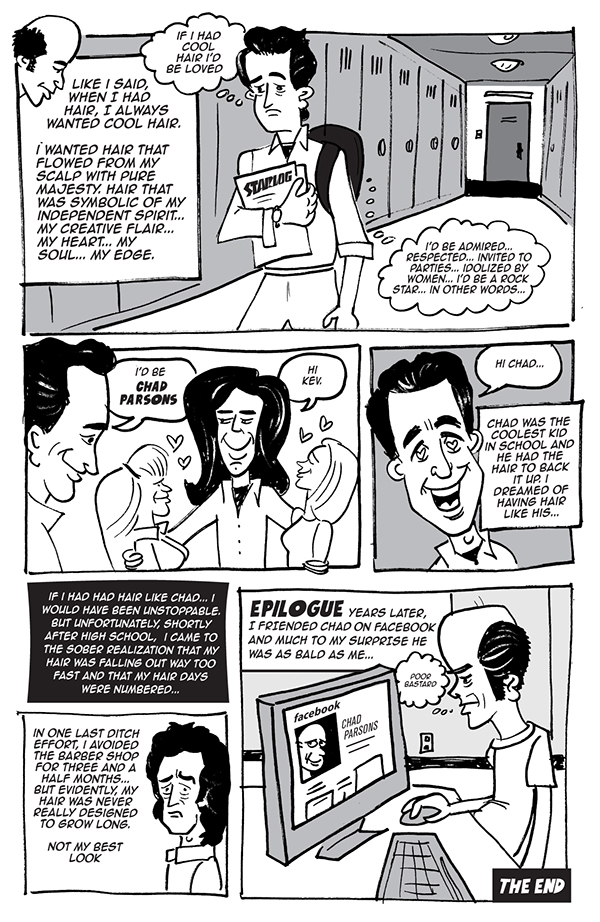 LIKE I SAID,
WHEN I HAD
HAIR, I ALWAYS
WANTED COOL HAIR.
I WANTED HAIR THAT
FLOWED FROM MY
SCALP WITH PURE
MAJESTY. HAIR THAT
WAS SYMBOLIC OF MY
INDEPENDENT SPIRIT...
MY CREATIVE FLAIR...
MY HEART... MY
SOUL... MY EDGE.
IF I HAD
COOL
HAIR I'D
BE LOVED
STARLOG
I'D BE ADMIRED...
RESPECTED... INVITED TO
PARTIES... IDOLIZED BY
WOMEN... I'D BE A ROCK
STAR... IN OTHER WORDS...
I'D BE
CHAD
PARSONS
HI
KEV.
HI CHAD...
CHAD WAS THE
COOLEST KID
IN SCHOOL AND
HE HAD THE
HAIR TO BACK
IT UP. I
DREAMED OF
HAVING HAIR
LIKE HIS...
IF I HAD HAD HAIR LIKE CHAD... I
WOULD HAVE BEEN UNSTOPPABLE.
BUT UNFORTUNATELY, SHORTLY
AFTER HIGH SCHOOL, I CAME TO
THE SOBER REALIZATION THAT MY
HAIR WAS FALLING OUT WAY TOO
FAST AND THAT MY HAIR DAYS
WERE NUMBERED...
IN ONE LAST DITCH
EFFORT, I AVOIDED
THE BARBER SHOP
FOR THREE AND A
HALF MONTHS...
BUT EVIDENTLY, MY
HAIR WAS NEVER
REALLY DESIGNED
TO GROW LONG.
NOT MY BEST
LOOK
EPILOGUE YEARS LATER,
I FRIENDED CHAD ON FACEBOOK
AND MUCH TO MY SURPRISE HE
WAS AS BALD AS ME...
POOR
BASTARD
facebook
CHAD
PARSONS
THE END